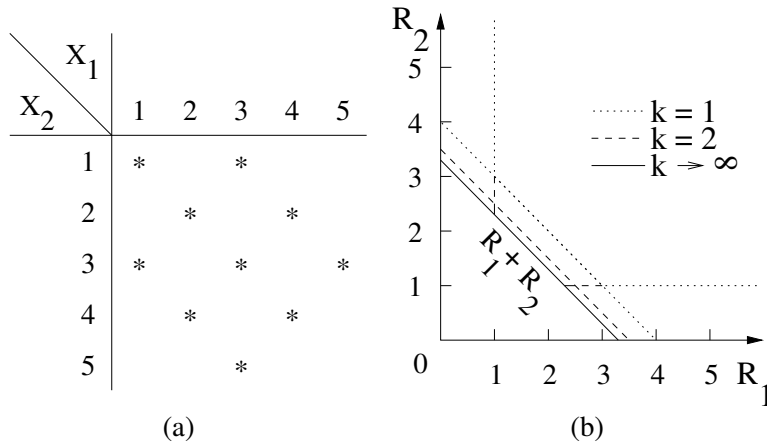 X₁
X₂ 1 2 3 4 5
1 * *
2 * *
3 * * *
4 * *
5 *
(a)
R₂
5
4
3
2
1
0
1 2 3 4 5 R₁
k = 1
k = 2
k → ∞
R₁ + R₂
(b)